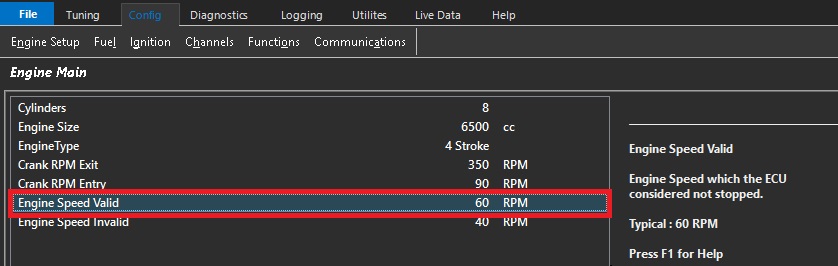 File Tuning Config Diagnostics Logging Utilites Live Data Help
Engine Setup Fuel Ignition Channels Functions Communications
Engine Main
Cylinders 8
Engine Size 6500 cc
EngineType 4 Stroke
Crank RPM Exit 350 RPM
Crank RPM Entry 90 RPM
Engine Speed Valid 60 RPM
Engine Speed Invalid 40 RPM
Engine Speed Valid
Engine Speed which the ECU
considered not stopped.
Typical : 60 RPM
Press F1 for Help